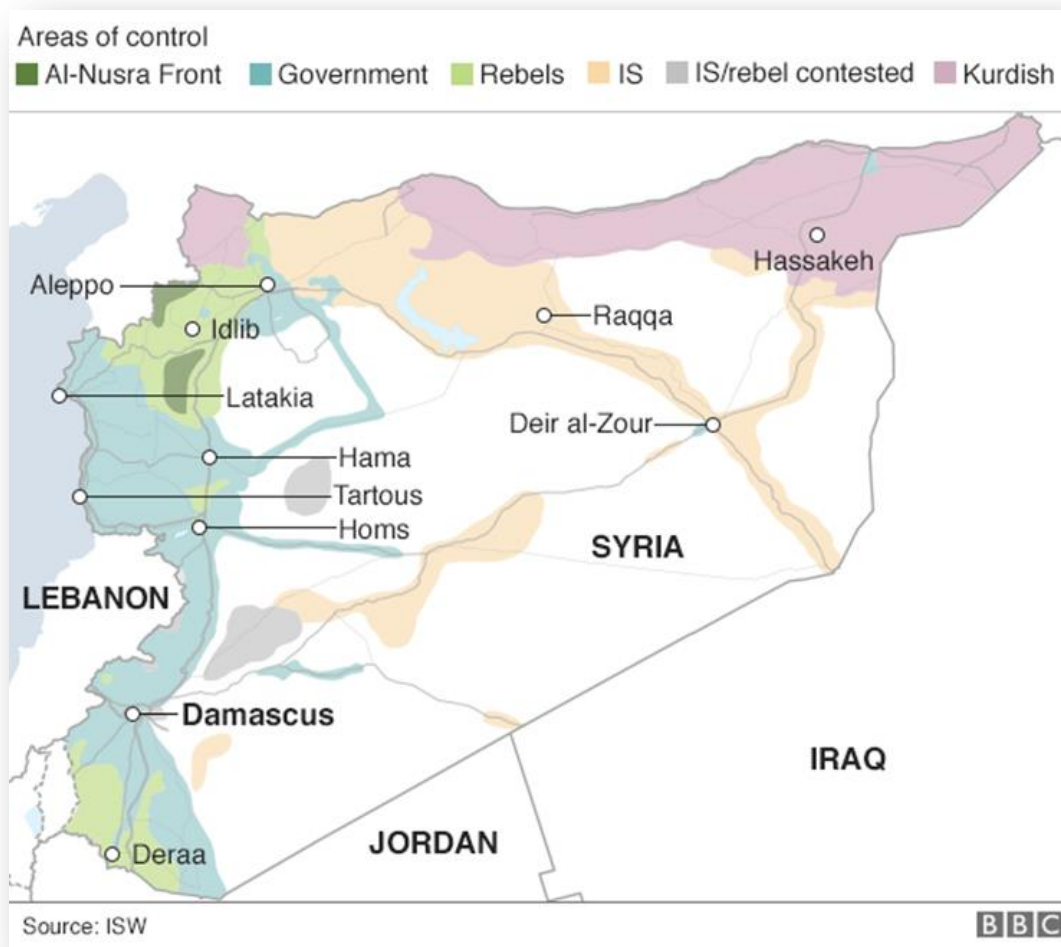 Areas of control
Al-Nusra Front Government Rebels IS IS/rebel contested Kurdish
Hassakeh
Aleppo
Raqqa
Idlib
Latakia
Deir al-Zour
Hama
Tartous
Homs
SYRIA
LEBANON
Damascus
IRAQ
JORDAN
Deraa
Source: ISW
BBC